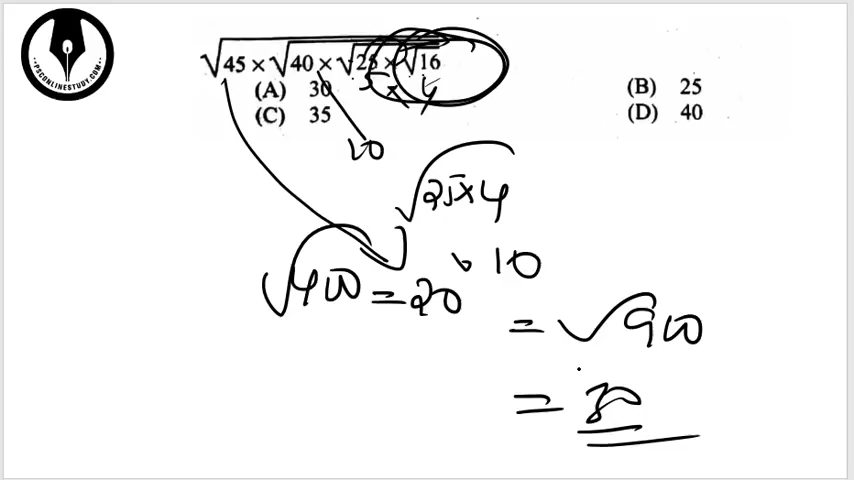 PSCONLINESTUDY.COM
√45 × √40 × √25 × √16
5 × 4
(A) 30
(B) 25
(C) 35
(D) 40
20
√25×4
10
√400 = 20
= √900
= 30